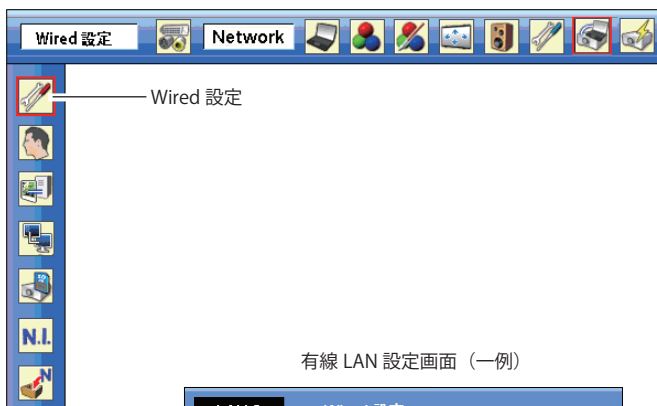 Wired 設定
Network
Wired 設定
N.I.
N
有線 LAN 設定画面（一例）